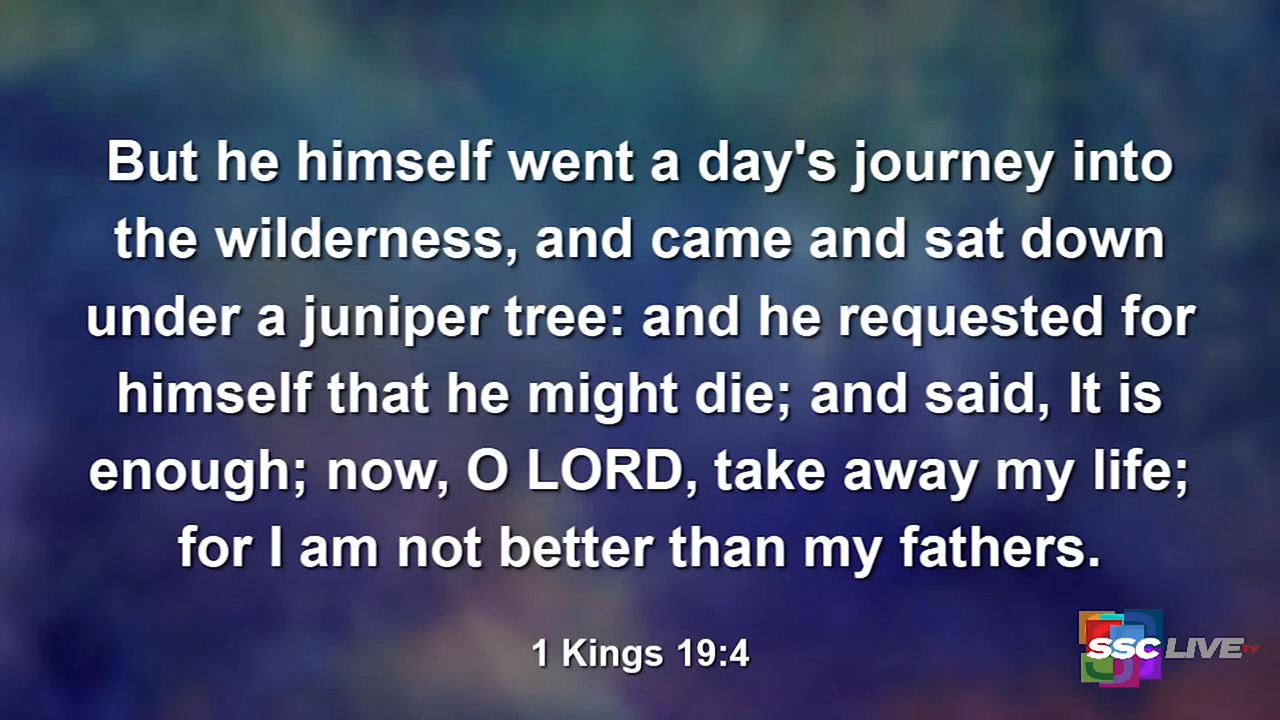 But he himself went a day's journey into
the wilderness, and came and sat down
under a juniper tree: and he requested for
himself that he might die; and said, It is
enough; now, O LORD, take away my life;
for I am not better than my fathers.
1 Kings 19:4
SSC LIVE TV